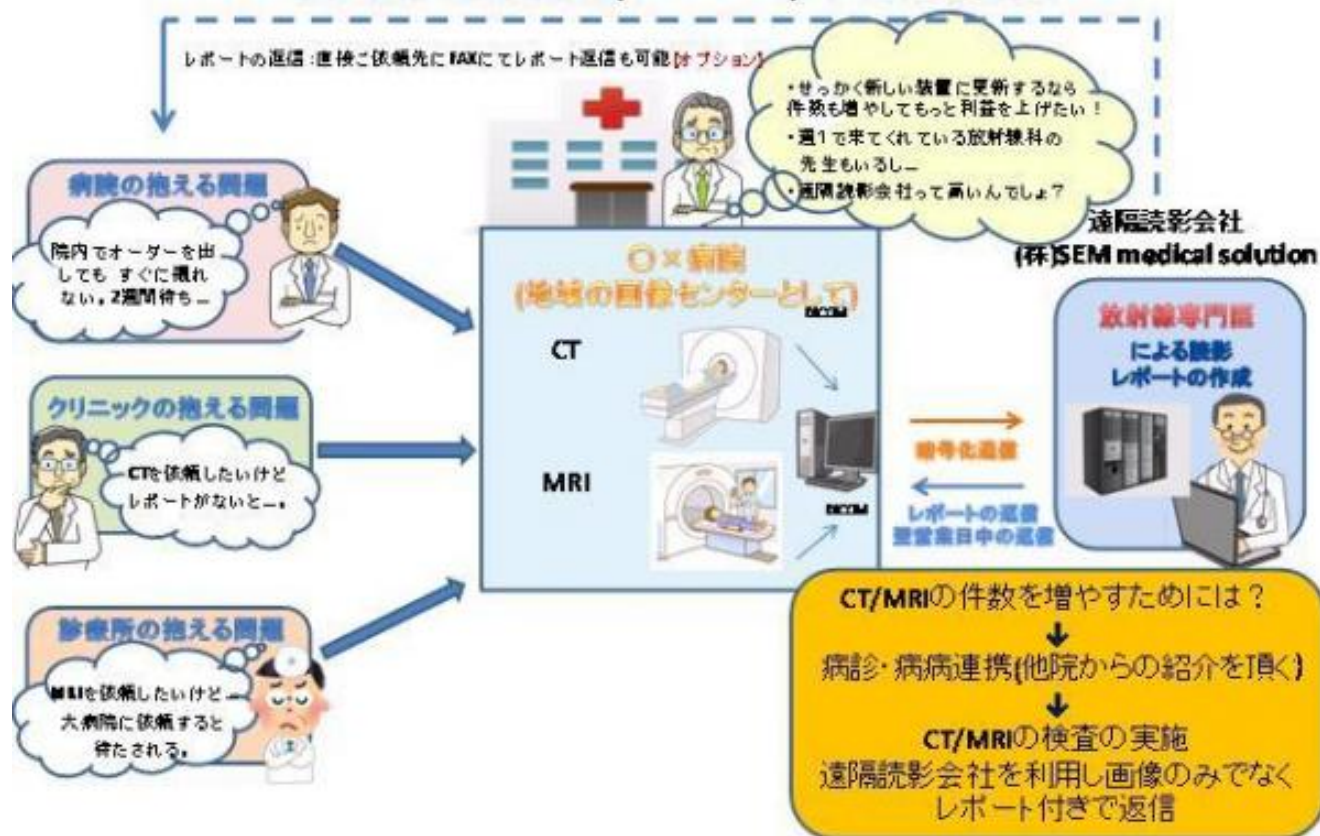 レポートの返信：直接ご依頼先にFAXにてレポート返信も可能【オプション】
・せっかく新しい装置に更新するなら
件数も増やしてもっと利益を上げたい！
・週1で来てくれている放射線科の
先生もいるし…
・遠隔読影会社って高いんでしょ？
病院の抱える問題
院内でオーダーを出
しても すぐに撮れ
ない。2週間待ち…
遠隔読影会社
(株)SEM medical solution
〇×病院
(地域の画像センターとして)
DICOM
CT
MRI
DICOM
放射線専門医
による読影
レポートの作成
クリニックの抱える問題
CTを依頼したいけど
レポートがないと…。
暗号化通信
レポートの返信
翌営業日中の返信
診療所の抱える問題
MRIを依頼したいけど…
大病院に依頼すると
待たされる。
CT/MRIの件数を増やすためには？
↓
病診・病病連携(他院からの紹介を頂く)
↓
CT/MRIの検査の実施
遠隔読影会社を利用し画像のみでなく
レポート付きで返信